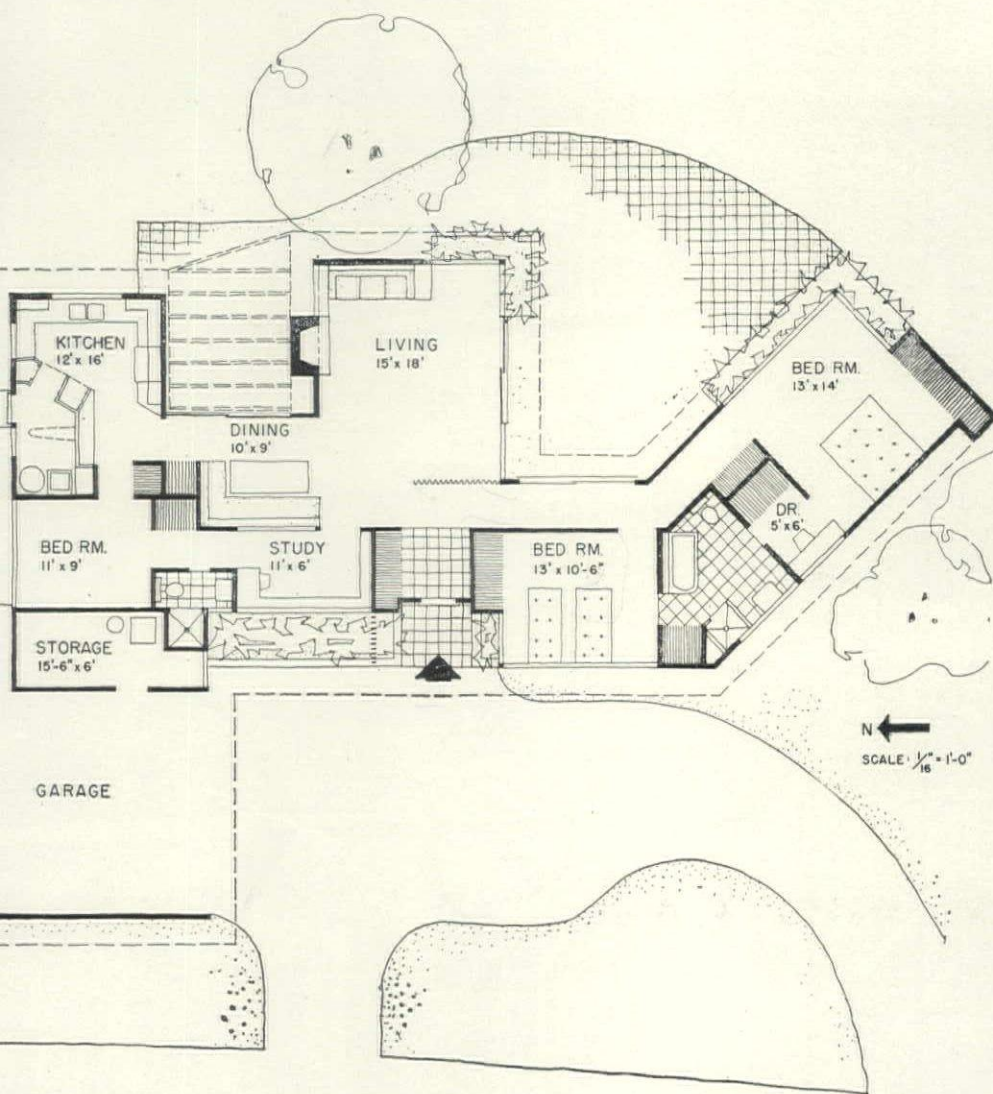 KITCHEN
12' x 16'
LIVING
15' x 18'
BED RM.
13' x 14'
DINING
10' x 9'
DR.
5' x 6'
BED RM.
11' x 9'
STUDY
11' x 6'
BED RM.
13' x 10'-6"
STORAGE
15'-6" x 6'
N
SCALE: 1/16" = 1'-0"
GARAGE